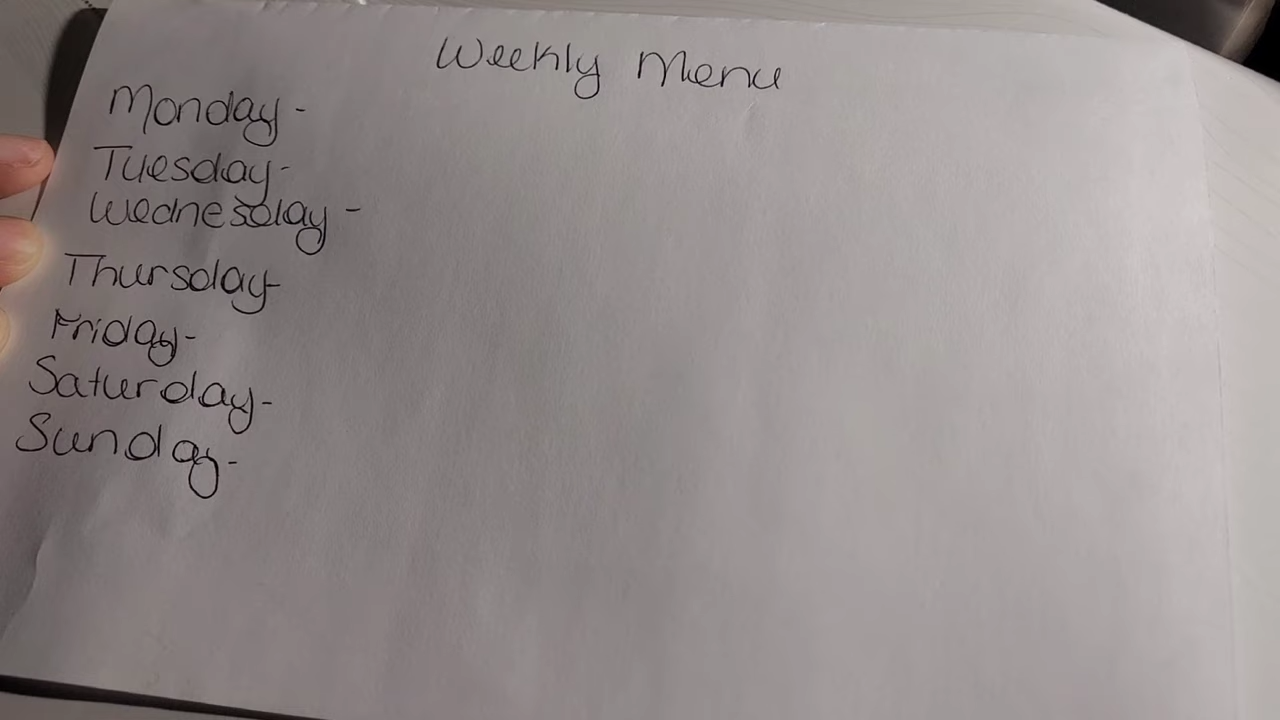 Weekly Menu
Monday -
Tuesday -
Wednesday -
Thursday -
Friday -
Saturday -
Sunday -